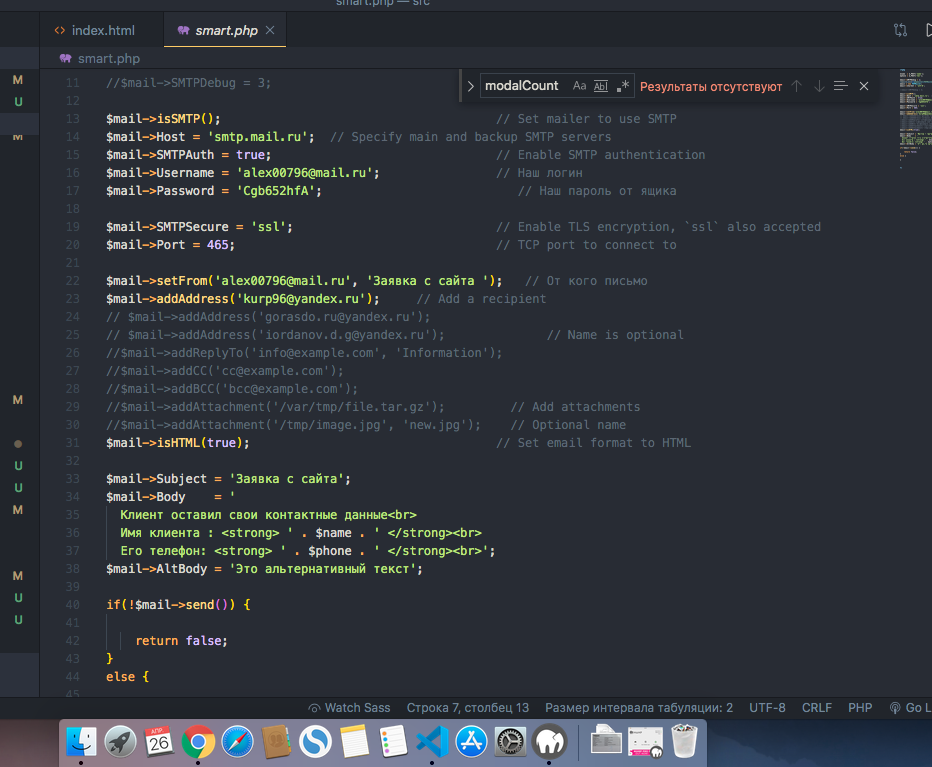 smart.php — src
index.html
smart.php
smart.php
modalCount
Aa
Abl
.*
Результаты отсутствуют
M
U
M
M
U
U
M
M
U
U
11 //$mail->SMTPDebug = 3;
12
13 $mail->isSMTP(); // Set mailer to use SMTP
14 $mail->Host = 'smtp.mail.ru'; // Specify main and backup SMTP servers
15 $mail->SMTPAuth = true; // Enable SMTP authentication
16 $mail->Username = 'alex00796@mail.ru'; // Наш логин
17 $mail->Password = 'Cgb652hfA'; // Наш пароль от ящика
18
19 $mail->SMTPSecure = 'ssl'; // Enable TLS encryption, `ssl` also accepted
20 $mail->Port = 465; // TCP port to connect to
21
22 $mail->setFrom('alex00796@mail.ru', 'Заявка с сайта '); // От кого письмо
23 $mail->addAddress('kurp96@yandex.ru'); // Add a recipient
24 // $mail->addAddress('gorasdo.ru@yandex.ru');
25 // $mail->addAddress('iordanov.d.g@yandex.ru'); // Name is optional
26 //$mail->addReplyTo('info@example.com', 'Information');
27 //$mail->addCC('cc@example.com');
28 //$mail->addBCC('bcc@example.com');
29 //$mail->addAttachment('/var/tmp/file.tar.gz'); // Add attachments
30 //$mail->addAttachment('/tmp/image.jpg', 'new.jpg'); // Optional name
31 $mail->isHTML(true); // Set email format to HTML
32
33 $mail->Subject = 'Заявка с сайта';
34 $mail->Body = '
35 Клиент оставил свои контактные данные<br>
36 Имя клиента : <strong> ' . $name . ' </strong><br>
37 Его телефон: <strong> ' . $phone . ' </strong><br>';
38 $mail->AltBody = 'Это альтернативный текст';
39
40 if(!$mail->send()) {
41
42 return false;
43 }
44 else {
45
Watch Sass Строка 7, столбец 13 Размер интервала табуляции: 2 UTF-8 CRLF PHP Go L
АПР.
26